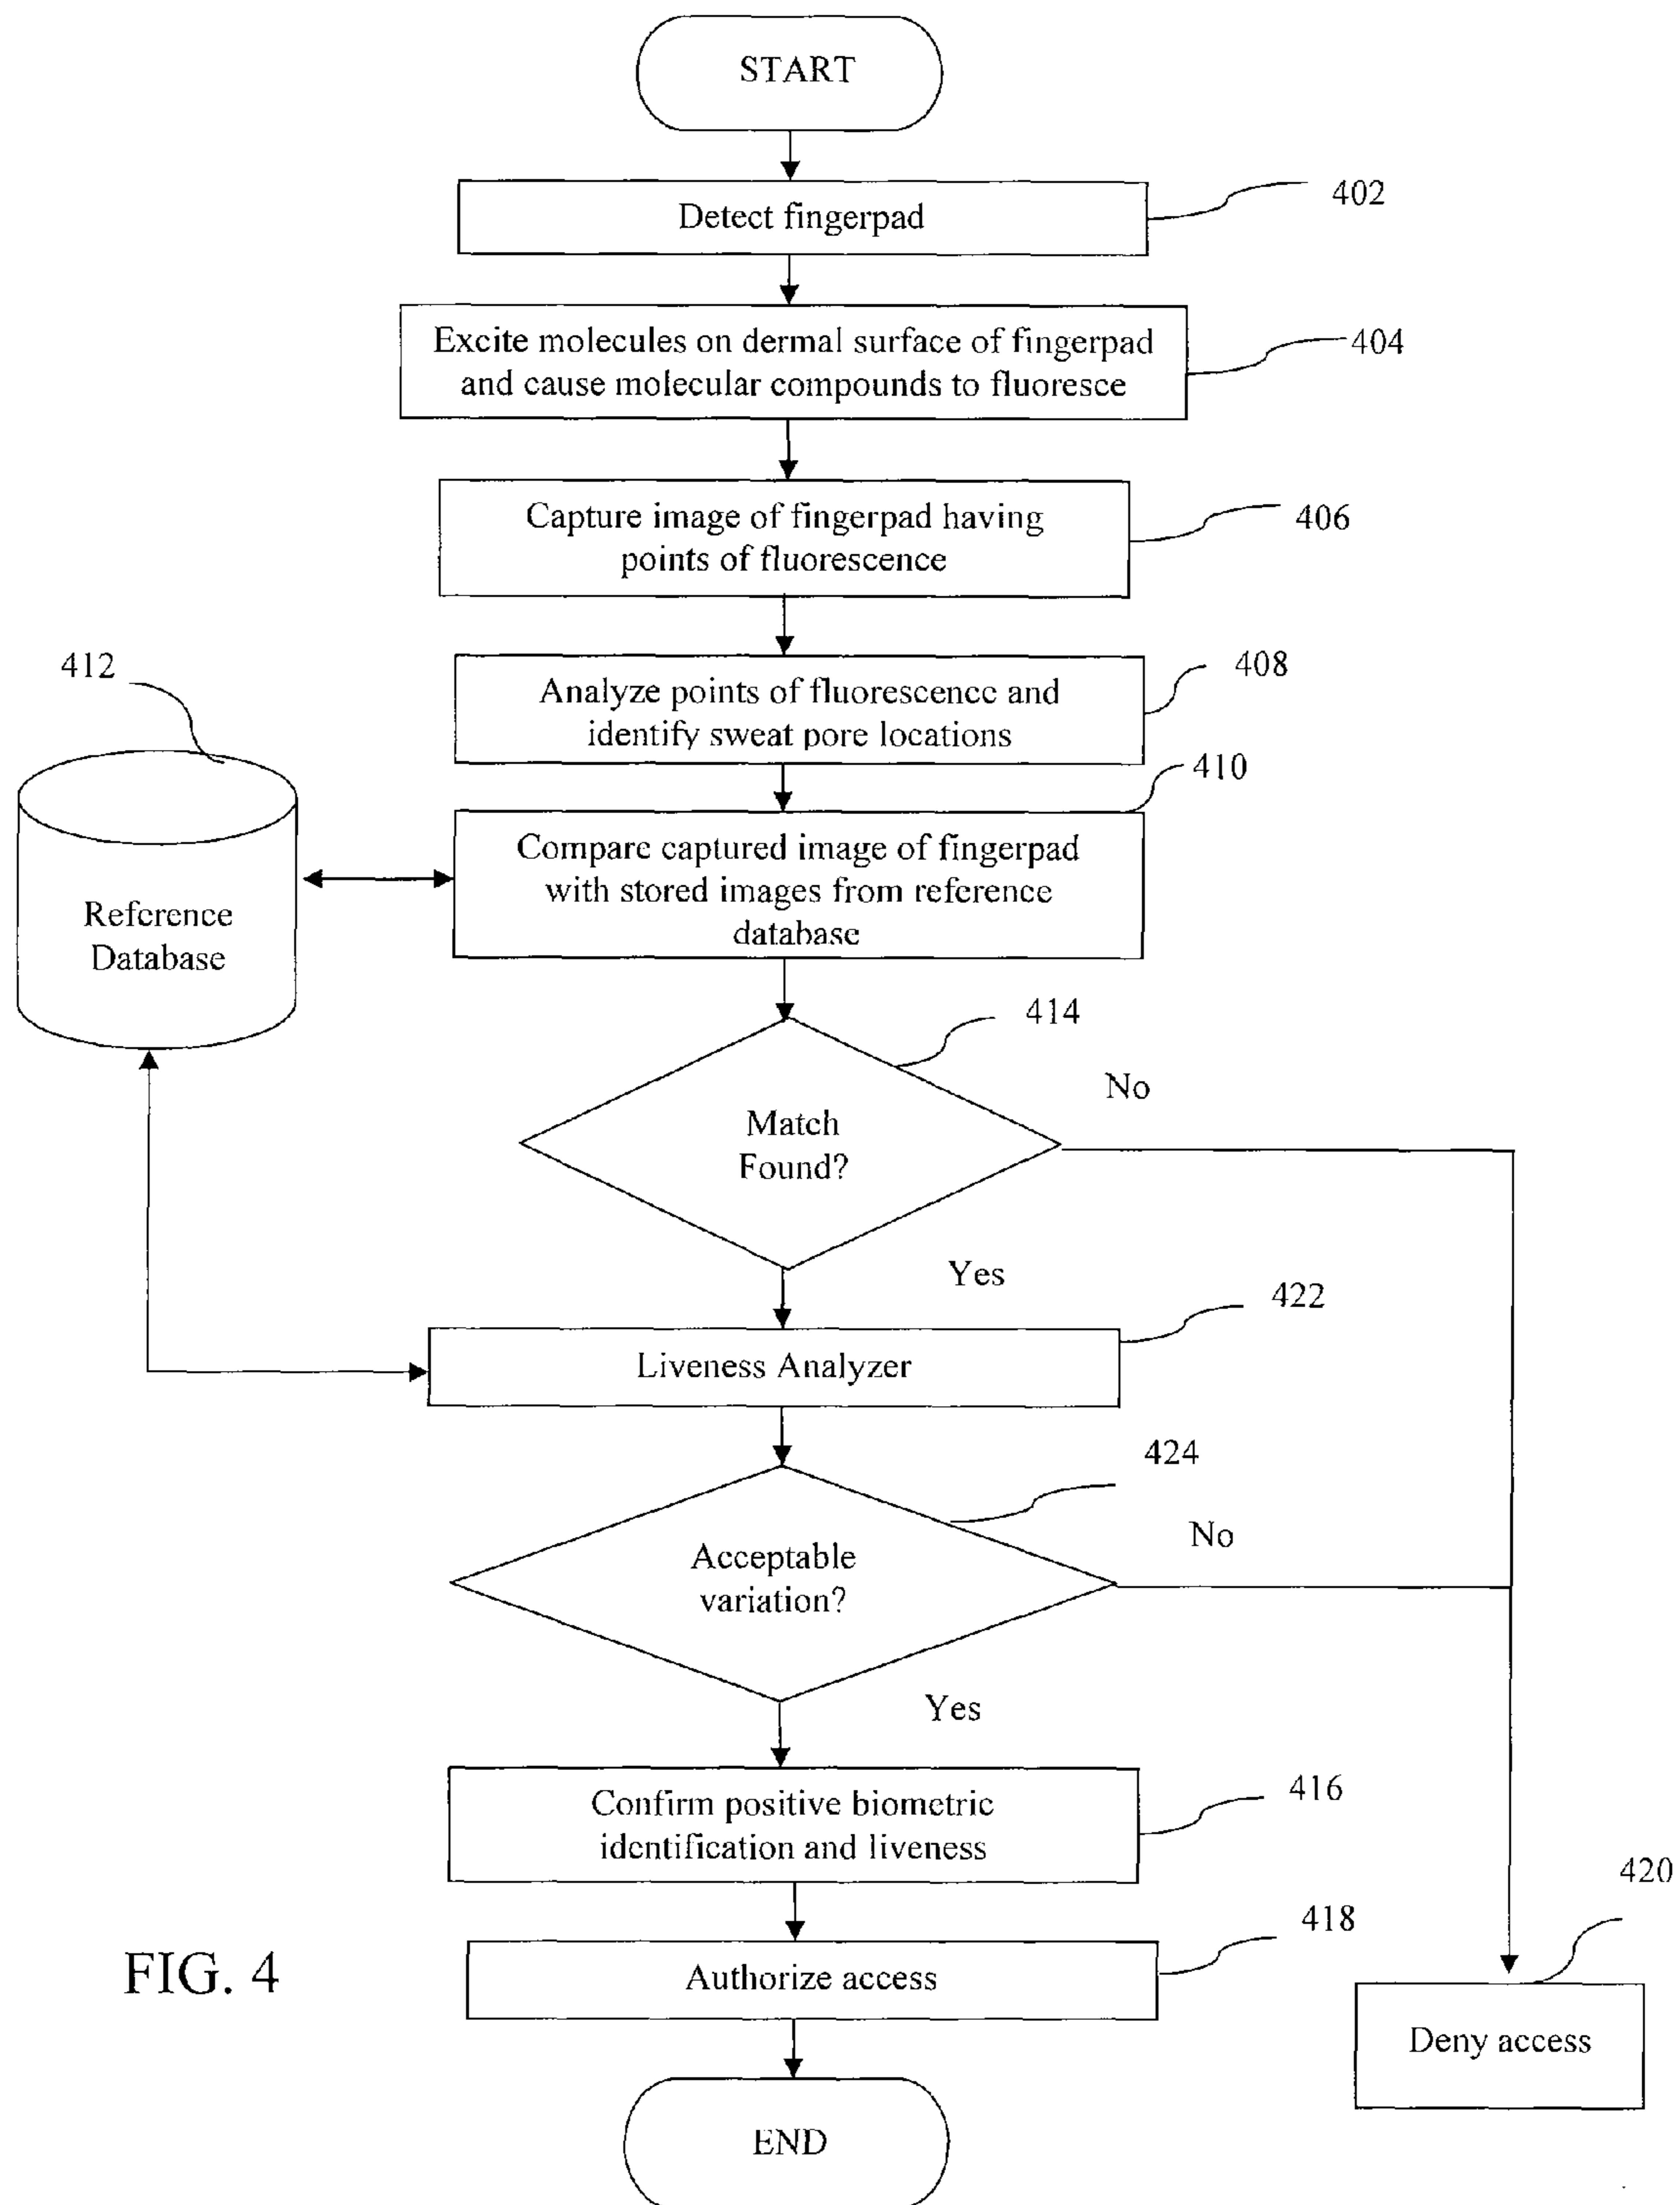 START
Detect fingerpad
402
Excite molecules on dermal surface of fingerpad
and cause molecular compounds to fluoresce
404
Capture image of fingerpad having
points of fluorescence
406
Analyze points of fluorescence and
identify sweat pore locations
408
412
Reference
Database
Compare captured image of fingerpad
with stored images from reference
database
410
Match
Found?
414
No
Yes
Liveness Analyzer
422
Acceptable
variation?
424
No
Yes
Confirm positive biometric
identification and liveness
416
Authorize access
418
420
Deny access
END
FIG. 4